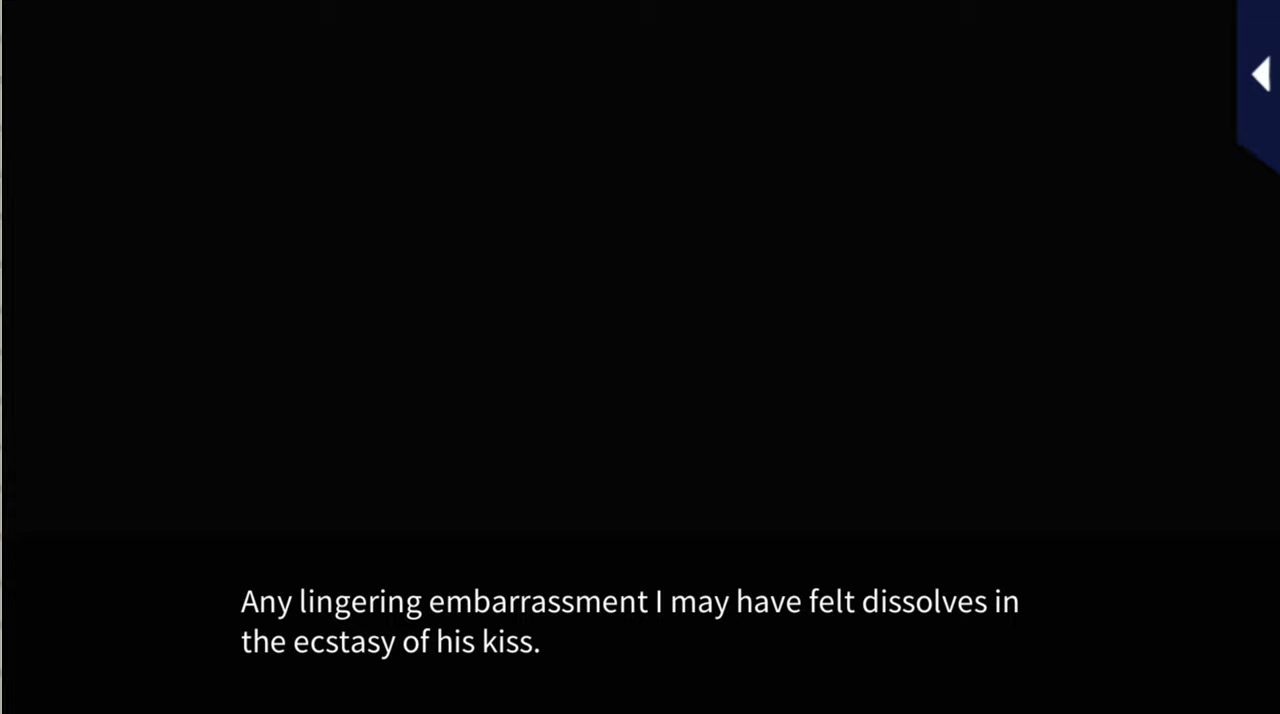 Any lingering embarrassment I may have felt dissolves in
the ecstasy of his kiss.